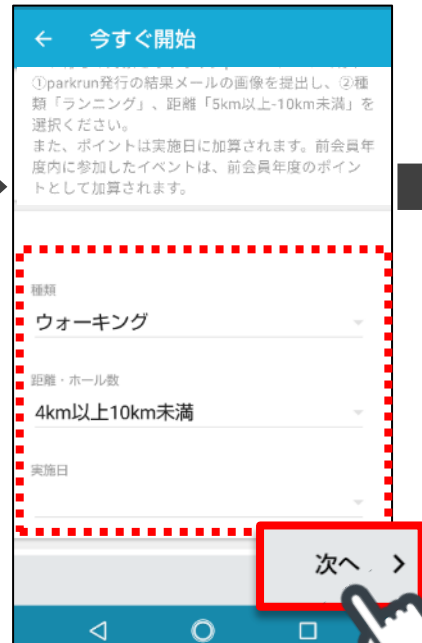 今すぐ開始
①parkrun発行の結果メールの画像を提出し、②種
類「ランニング」、距離「5km以上-10km未満」を
選択ください。
また、ポイントは実施日に加算されます。前会員年
度内に参加したイベントは、前会員年度のポイン
トとして加算されます。
種類
ウォーキング
距離・ホール数
4km以上10km未満
実施日
次へ